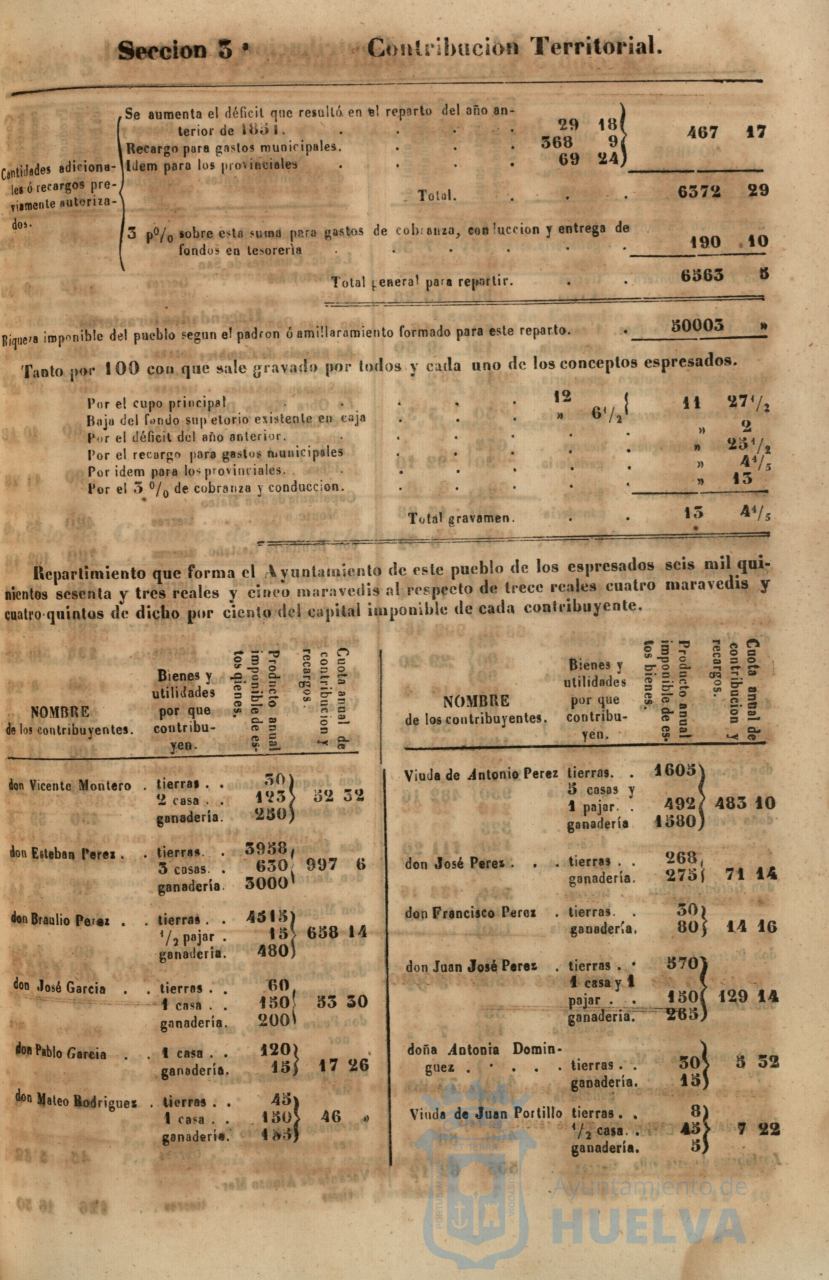 Seccion 3ª Contribucion Territorial.
Cantidades adiciona-
les ó recargos pre-
viamente autoriza-
dos.
Se aumenta el déficit que resultó en el reparto del año an-
terior de 1851. . . . . 29 18
Recargo para gastos municipales. . . . 368 9
Idem para los provinciales . . . . 69 24
467 17
Total. . . . 6372 29
3 p% sobre esta suma para gastos de cobranza, conduccion y entrega de
fondos en tesoreria . . . . . 190 10
Total general para repartir. . . 6563 5
Riqueza imponible del pueblo segun el padron ó amillaramiento formado para este reparto. . 50003 »
Tanto por 100 con que sale gravado por todos y cada uno de los conceptos espresados.
Por el cupo principal . . . . . 12
Baja del fondo supletorio existente en caja . . . » 6 1/2
11 27 1/2
Por el déficit del año anterior. . . . . . » 2
Por el recargo para gastos municipales . . . . » 25 1/2
Por idem para los provinciales. . . . . . » 4 4/5
Por el 3 % de cobranza y conduccion. . . . . » 13
Total gravamen. . . 13 4 4/5
Repartimiento que forma el Ayuntamiento de este pueblo de los espresados seis mil qui-
nientos sesenta y tres reales y cinco maravedis al respecto de trece reales cuatro maravedis y
cuatro quintos de dicho por ciento del capital imponible de cada contribuyente.
NOMBRE
de los contribuyentes.
Bienes y
utilidades
por que
contribu-
yen.
Producto anual
imponible de es-
tos bienes.
Cuota anual de
contribucion y
recargos.
don Vicente Montero . tierras . . 30
2 casa . . 123 52 32
ganadería. 250
don Esteban Perez . . tierras. . 3958
3 casas. . 630 997 6
ganadería. 3000
don Braulio Perez . . tierras . . 4515
1/2 pajar . 15 658 14
ganadería. 480
don José Garcia . . tierras . . 60
1 casa . . 150 53 30
ganadería. 200
don Pablo Garcia . . 1 casa . . 120
ganadería. 15 17 26
don Mateo Rodriguez . tierras . . 45
1 casa . . 150 46 »
ganadería. 155
NOMBRE
de los contribuyentes.
Bienes y
utilidades
por que
contribu-
yen.
Producto anual
imponible de es-
tos bienes.
Cuota anual de
contribucion y
recargos.
Viuda de Antonio Perez tierras. . 1605
5 casas y
1 pajar. . 492 483 10
ganadería 1580
don José Perez . . . tierras . . 268
ganadería. 275 71 14
don Francisco Perez . tierras. . 30
ganadería. 80 14 16
don Juan José Perez . tierras . . 570
1 casa y 1
pajar . . 150 129 14
ganadería. 265
doña Antonia Domin-
guez . . . . . tierras . . 30 5 32
ganadería. 15
Viuda de Juan Portillo tierras . . 8
1/2 casa. . 45 7 22
ganadería. 5
Ayuntamiento de
HUELVA